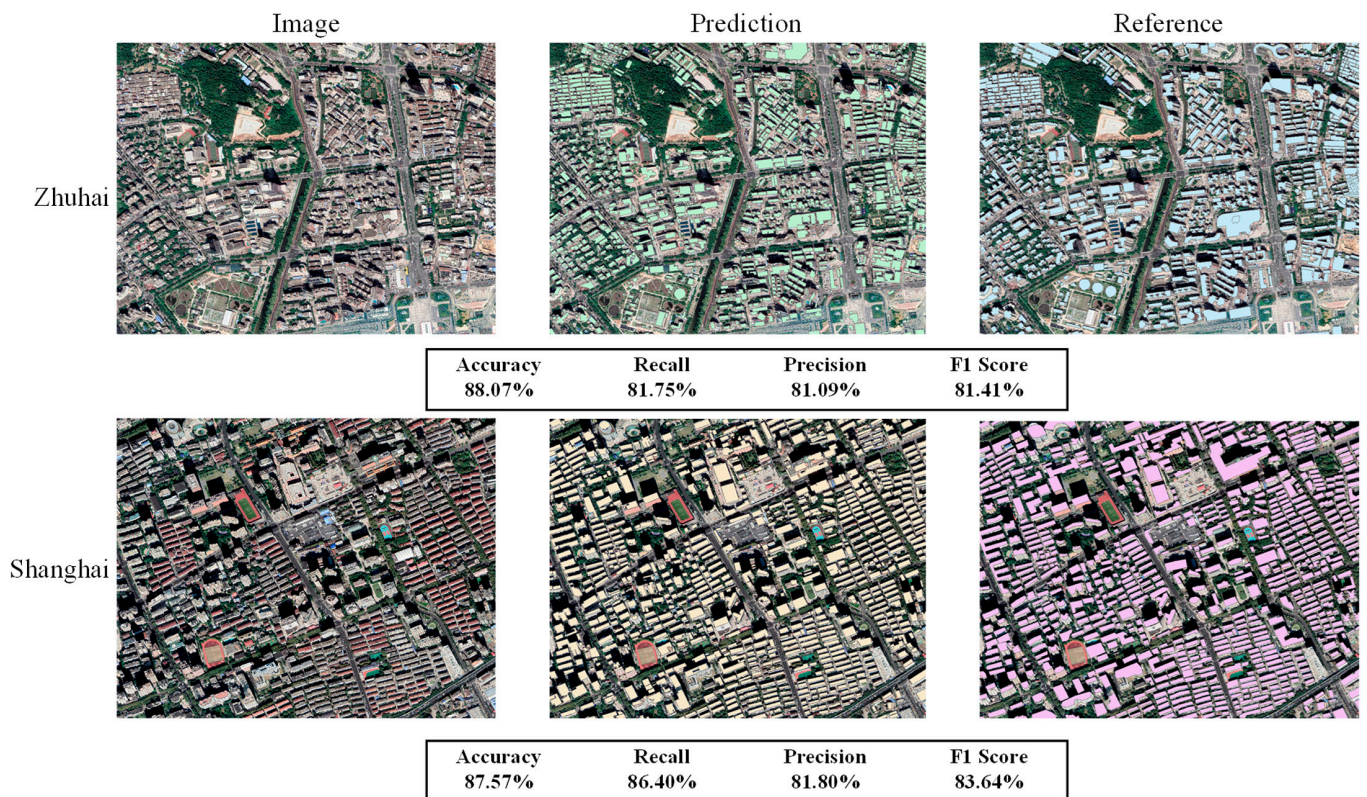 Image Prediction Reference
Zhuhai
Accuracy Recall Precision F1 Score
88.07% 81.75% 81.09% 81.41%
Shanghai
Accuracy Recall Precision F1 Score
87.57% 86.40% 81.80% 83.64%